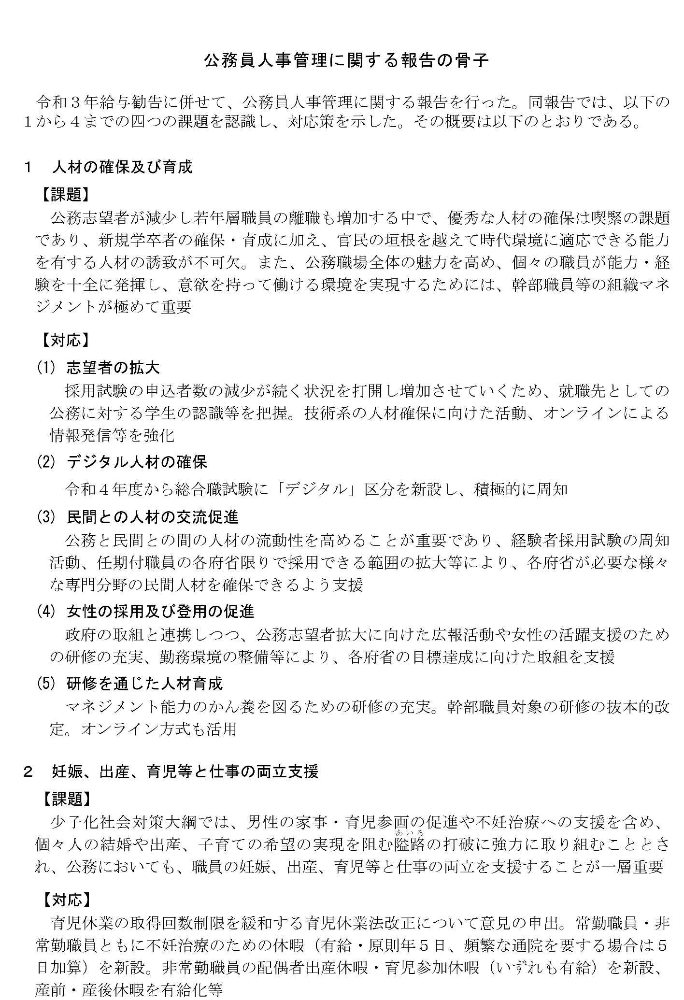 公務員人事管理に関する報告の骨子
令和３年給与勧告に併せて、公務員人事管理に関する報告を行った。同報告では、以下の
１から４までの四つの課題を認識し、対応策を示した。その概要は以下のとおりである。
１　人材の確保及び育成
【課題】
公務志望者が減少し若年層職員の離職も増加する中で、優秀な人材の確保は喫緊の課題
であり、新規学卒者の確保・育成に加え、官民の垣根を越えて時代環境に適応できる能力
を有する人材の誘致が不可欠。また、公務職場全体の魅力を高め、個々の職員が能力・経
験を十全に発揮し、意欲を持って働ける環境を実現するためには、幹部職員等の組織マネ
ジメントが極めて重要
【対応】
(1) 志望者の拡大
採用試験の申込者数の減少が続く状況を打開し増加させていくため、就職先としての
公務に対する学生の認識等を把握。技術系の人材確保に向けた活動、オンラインによる
情報発信等を強化
(2) デジタル人材の確保
令和４年度から総合職試験に「デジタル」区分を新設し、積極的に周知
(3) 民間との人材の交流促進
公務と民間との間の人材の流動性を高めることが重要であり、経験者採用試験の周知
活動、任期付職員の各府省限りで採用できる範囲の拡大等により、各府省が必要な様々
な専門分野の民間人材を確保できるよう支援
(4) 女性の採用及び登用の促進
政府の取組と連携しつつ、公務志望者拡大に向けた広報活動や女性の活躍支援のため
の研修の充実、勤務環境の整備等により、各府省の目標達成に向けた取組を支援
(5) 研修を通じた人材育成
マネジメント能力のかん養を図るための研修の充実。幹部職員対象の研修の抜本的改
定。オンライン方式も活用
２　妊娠、出産、育児等と仕事の両立支援
【課題】
少子化社会対策大綱では、男性の家事・育児参画の促進や不妊治療への支援を含め、
あいろ
個々人の結婚や出産、子育ての希望の実現を阻む隘路の打破に強力に取り組むこととさ
れ、公務においても、職員の妊娠、出産、育児等と仕事の両立を支援することが一層重要
【対応】
育児休業の取得回数制限を緩和する育児休業法改正について意見の申出。常勤職員・非
常勤職員ともに不妊治療のための休暇（有給・原則年５日、頻繁な通院を要する場合は５
日加算）を新設。非常勤職員の配偶者出産休暇・育児参加休暇（いずれも有給）を新設、
産前・産後休暇を有給化等